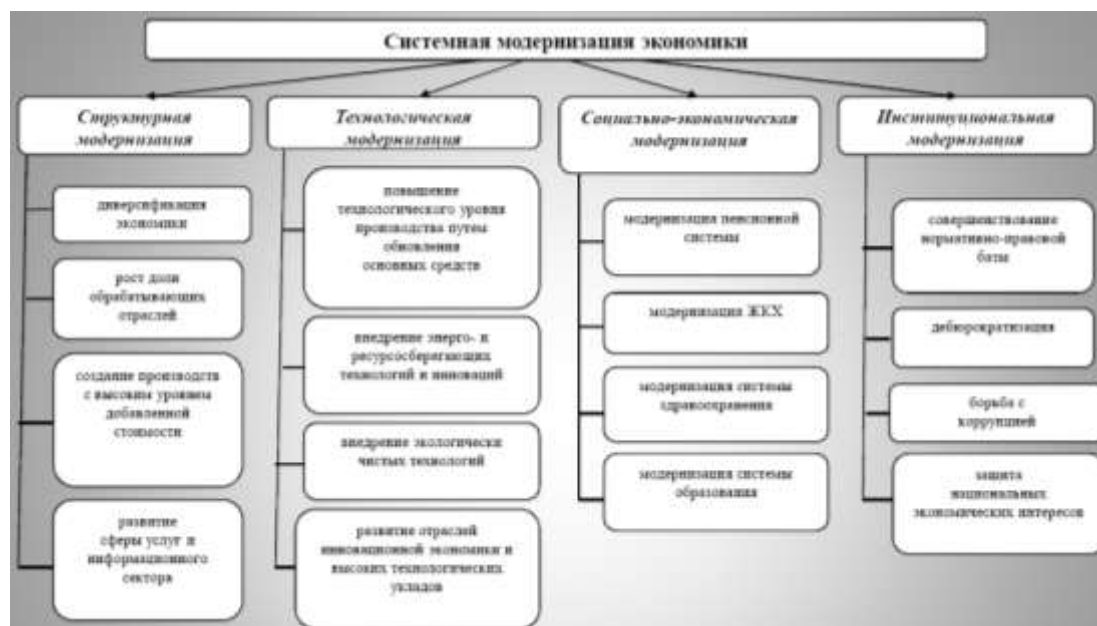 Системная модернизация экономики
Структурная
модернизация
диверсификация
экономики
рост доли
обрабатывающих
отраслей
создание производств
с высоким уровнем
добавленной
стоимости
развитие
сферы услуг и
информационного
сектора
Технологическая
модернизация
повышение
технологического уровня
производства путем
обновления
основных средств
внедрение энерго- и
ресурсосберегающих
технологий и инноваций
внедрение экологически
чистых технологий
развитие отраслей
инновационной экономики и
высоких технологических
укладов
Социально-экономическая
модернизация
модернизация пенсионной
системы
модернизация ЖКХ
модернизация системы
здравоохранения
модернизация системы
образования
Институциональная
модернизация
совершенствование
нормативно-правовой
базы
дебюрократизация
борьба с
коррупцией
защита
национальных
экономических интересов